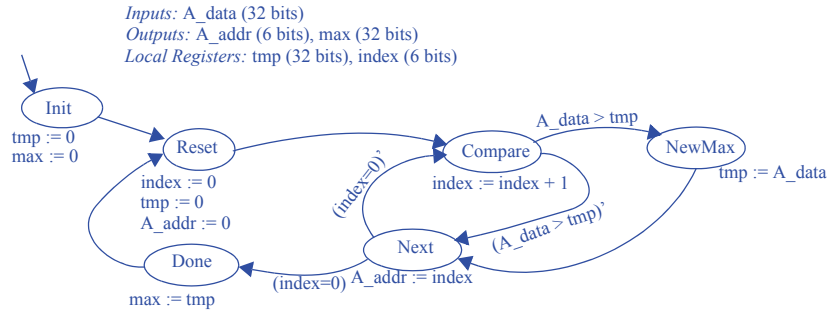 Inputs: A_data (32 bits)
Outputs: A_addr (6 bits), max (32 bits)
Local Registers: tmp (32 bits), index (6 bits)
Init
tmp := 0
max := 0
Reset
index := 0
tmp := 0
A_addr := 0
Compare
index := index + 1
A_data > tmp
NewMax
tmp := A_data
(index=0)’
(A_data > tmp)’
Next
A_addr := index
(index=0)
Done
max := tmp